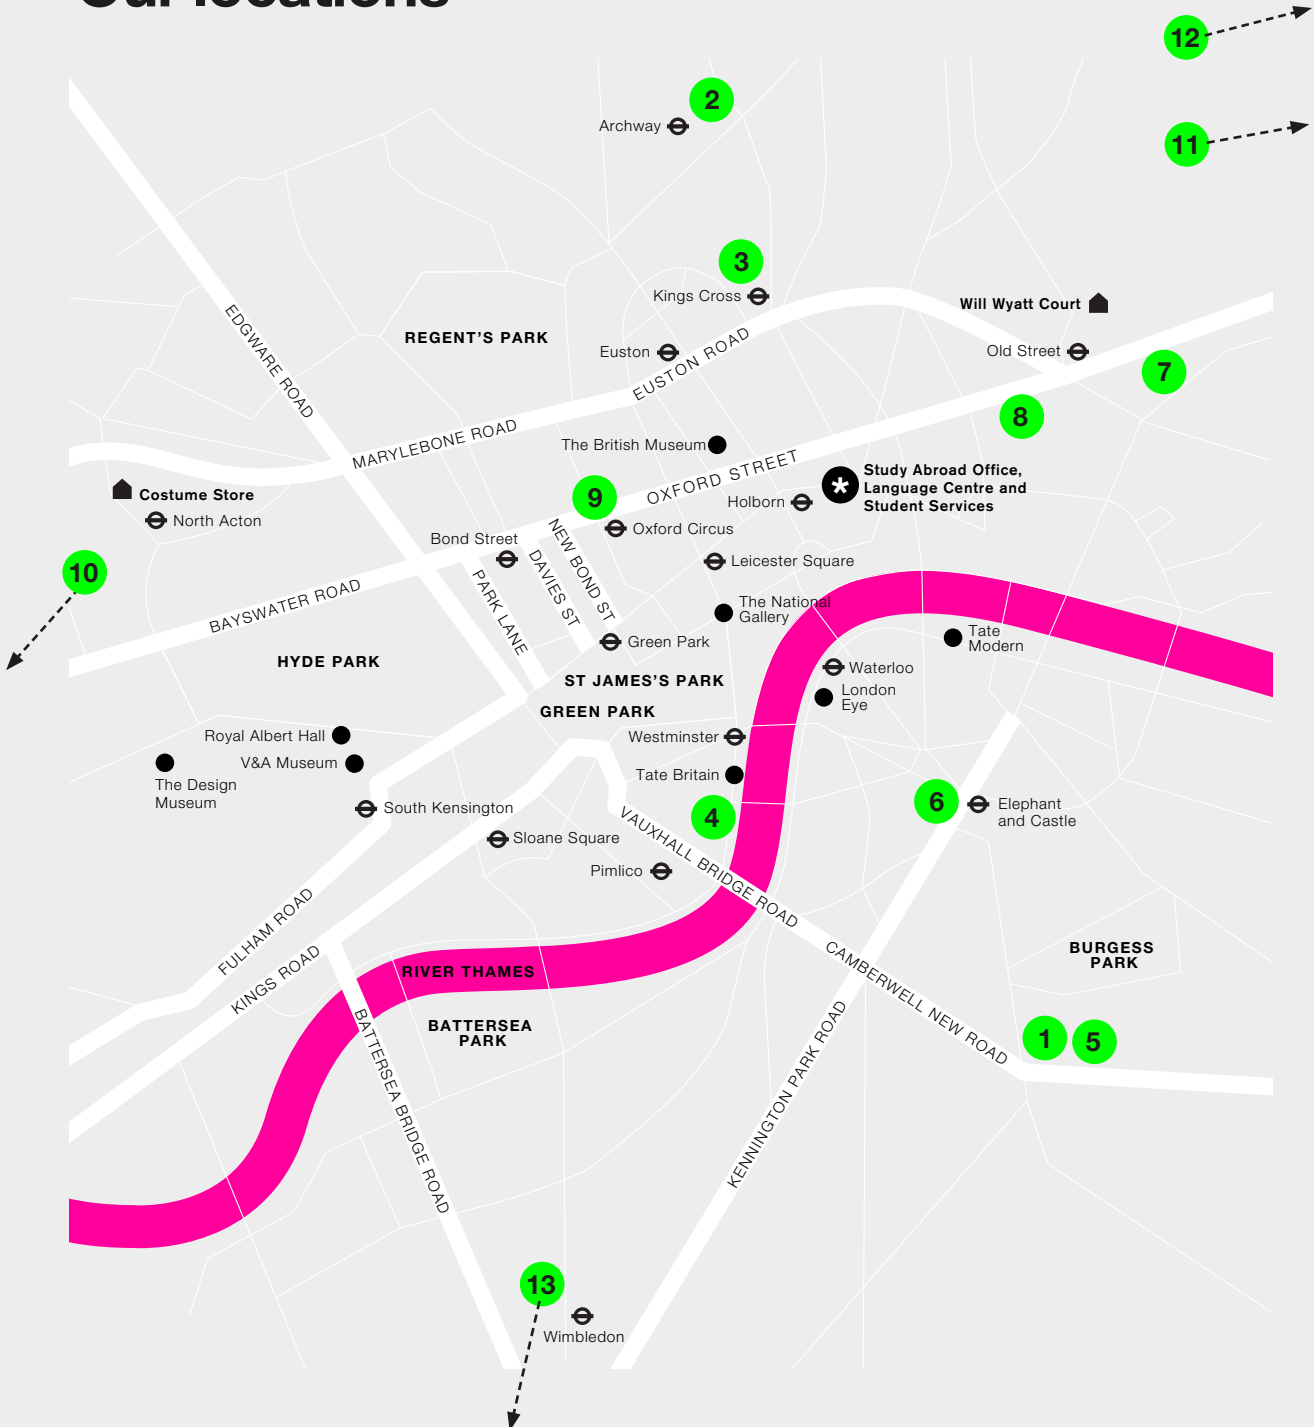 Our locations
12
2
Archway
11
3
Kings Cross
Will Wyatt Court
REGENT'S PARK
Euston
EUSTON ROAD
Old Street
7
EDGWARE ROAD
8
MARYLEBONE ROAD
The British Museum
OXFORD STREET
Study Abroad Office,
Language Centre and
Student Services
*
Costume Store
9
Holborn
North Acton
Oxford Circus
Bond Street
NEW BOND ST
DAVIES ST
PARK LANE
Leicester Square
10
BAYSWATER ROAD
The National
Gallery
Green Park
Tate
Modern
HYDE PARK
Waterloo
ST JAMES'S PARK
London
Eye
GREEN PARK
Royal Albert Hall
Westminster
V&A Museum
Tate Britain
The Design
Museum
South Kensington
4
6
Elephant
and Castle
Sloane Square
VAUXHALL BRIDGE ROAD
Pimlico
FULHAM ROAD
KINGS ROAD
CAMBERWELL NEW ROAD
BURGESS
PARK
RIVER THAMES
BATTERSEA
PARK
1
5
BATTERSEA BRIDGE ROAD
KENNINGTON PARK ROAD
13
Wimbledon